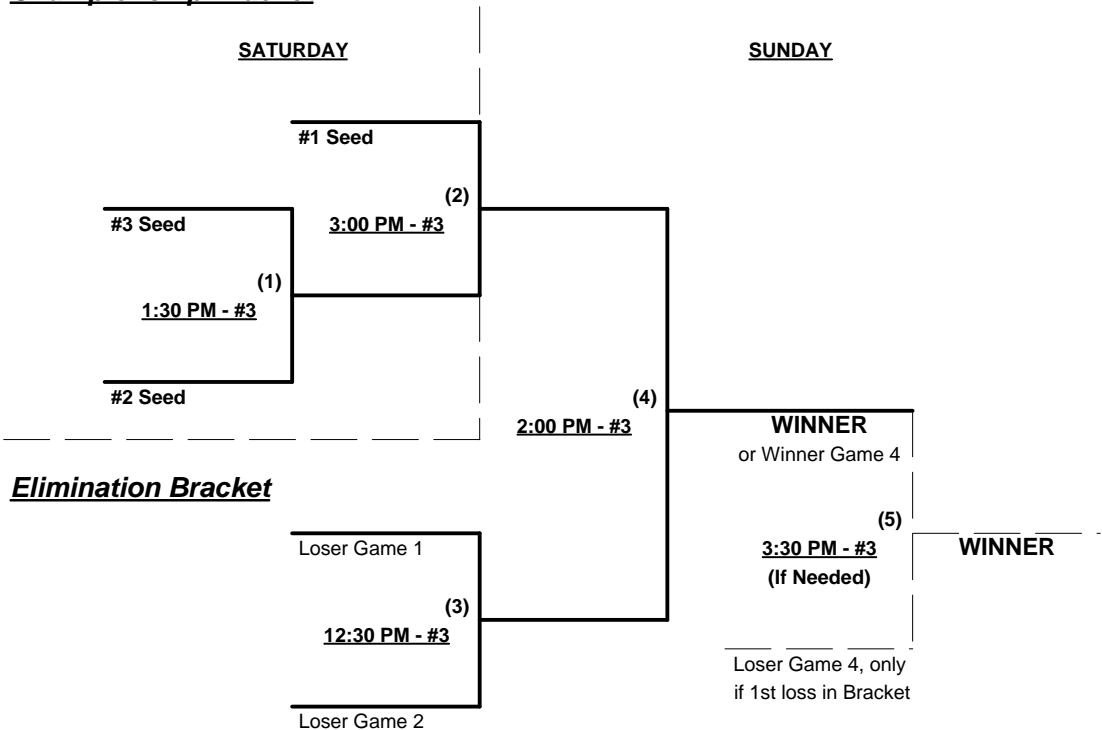 SATURDAY
SUNDAY
#1 Seed
(2)
3:00 PM - #3
#3 Seed
(1)
1:30 PM - #3
#2 Seed
(4)
2:00 PM - #3
WINNER
or Winner Game 4
Elimination Bracket
(5)
3:30 PM - #3
(If Needed)
WINNER
Loser Game 1
(3)
12:30 PM - #3
Loser Game 4, only
if 1st loss in Bracket
Loser Game 2